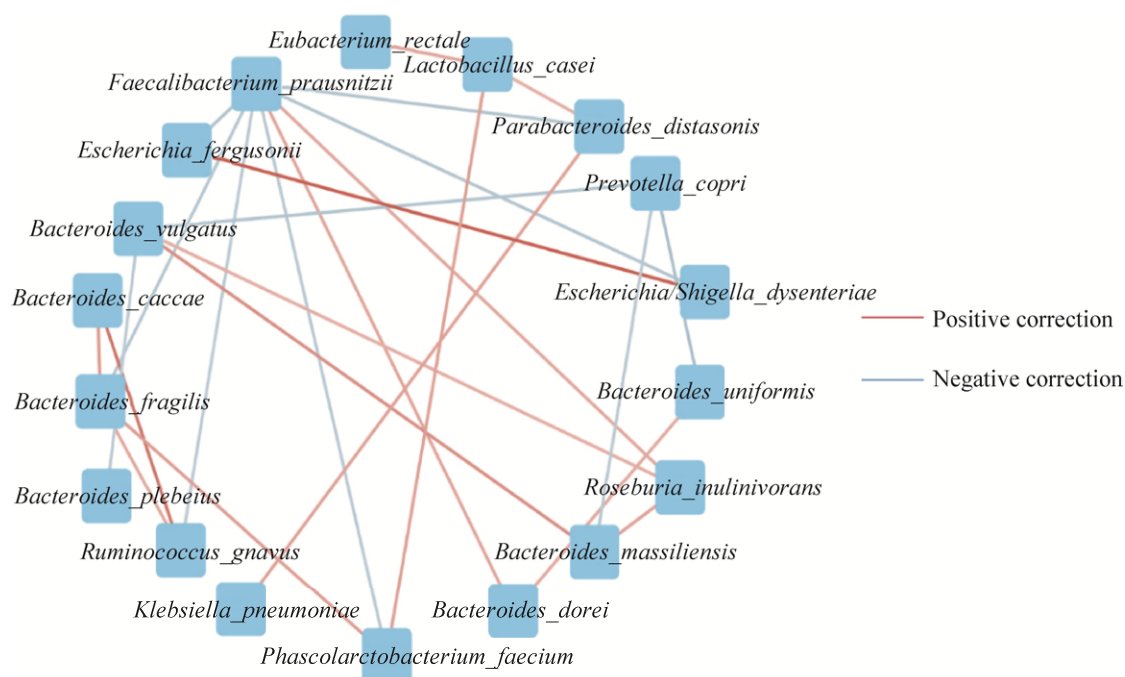 Eubacterium_rectale
Lactobacillus_casei
Faecalibacterium_prausnitzii
Parabacteroides_distasonis
Escherichia_fergusonii
Prevotella_copri
Bacteroides_vulgatus
Bacteroides_caccae
Escherichia/Shigella_dysenteriae
Positive correction
Negative correction
Bacteroides_uniformis
Bacteroides_fragilis
Roseburia_inulinivorans
Bacteroides_plebeius
Ruminococcus_gnavus
Bacteroides_massiliensis
Klebsiella_pneumoniae
Bacteroides_dorei
Phascolarctobacterium_faecium